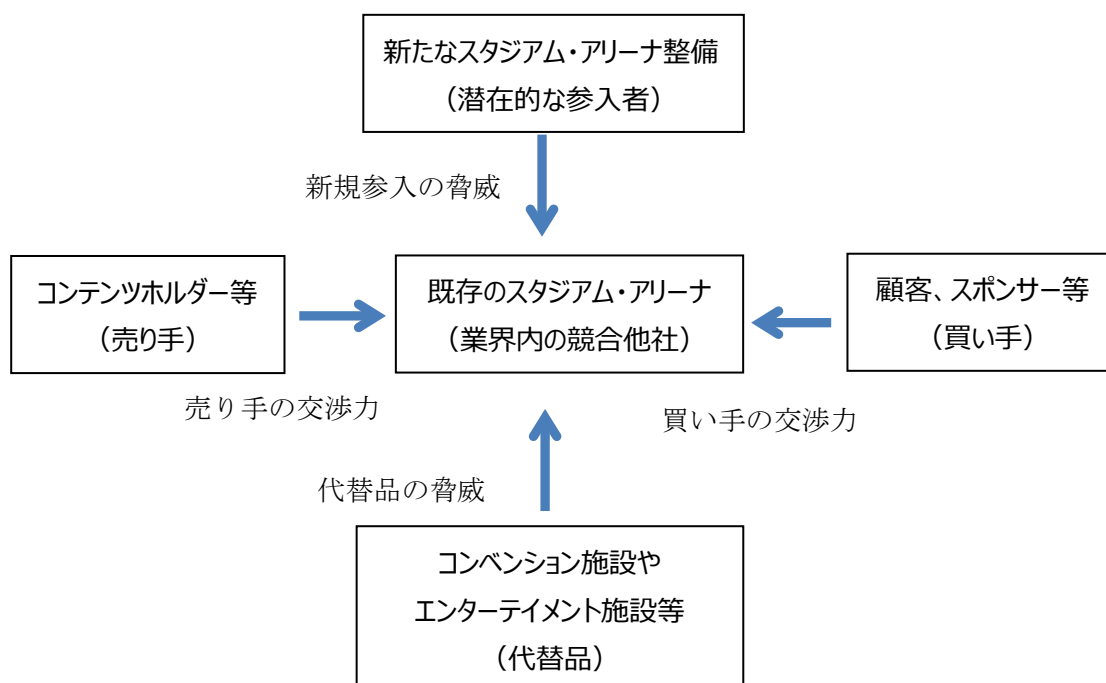 新たなスタジアム・アリーナ整備
（潜在的な参入者）
新規参入の脅威
コンテンツホルダー等
（売り手）
既存のスタジアム・アリーナ
（業界内の競合他社）
顧客、スポンサー等
（買い手）
売り手の交渉力
買い手の交渉力
代替品の脅威
コンベンション施設や
エンターテイメント施設等
（代替品）